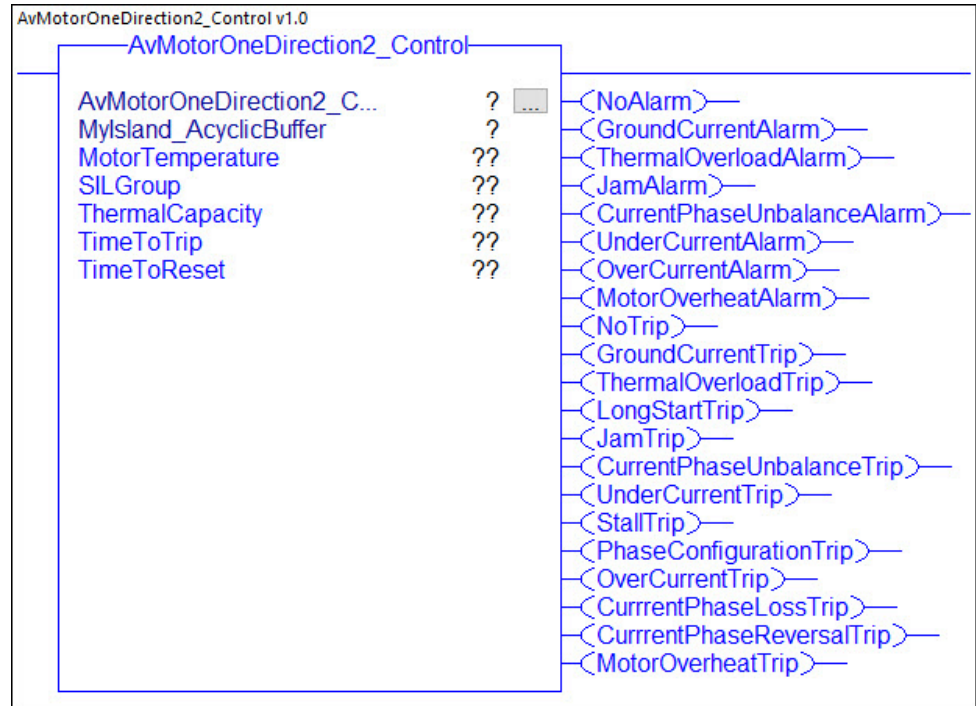 AvMotorOneDirection2_Control v1.0
AvMotorOneDirection2_Control
AvMotorOneDirection2_C... ? ...
MyIsland_AcyclicBuffer ?
MotorTemperature ??
SILGroup ??
ThermalCapacity ??
TimeToTrip ??
TimeToReset ??
NoAlarm
GroundCurrentAlarm
ThermalOverloadAlarm
JamAlarm
CurrentPhaseUnbalanceAlarm
UnderCurrentAlarm
OverCurrentAlarm
MotorOverheatAlarm
NoTrip
GroundCurrentTrip
ThermalOverloadTrip
LongStartTrip
JamTrip
CurrentPhaseUnbalanceTrip
UnderCurrentTrip
StallTrip
PhaseConfigurationTrip
OverCurrentTrip
CurrrentPhaseLossTrip
CurrrentPhaseReversalTrip
MotorOverheatTrip